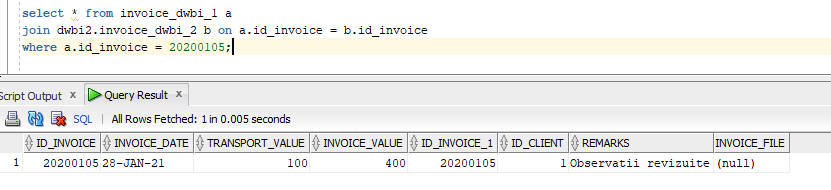 select * from invoice_dwbi_1 a
join dwbi2.invoice_dwbi_2 b on a.id_invoice = b.id_invoice
where a.id_invoice = 20200105;
Script Output x Query Result x
SQL | All Rows Fetched: 1 in 0.005 seconds
ID_INVOICE INVOICE_DATE TRANSPORT_VALUE INVOICE_VALUE ID_INVOICE_1 ID_CLIENT REMARKS INVOICE_FILE
1 20200105 28-JAN-21 100 400 20200105 1 Observatii revizuite (null)